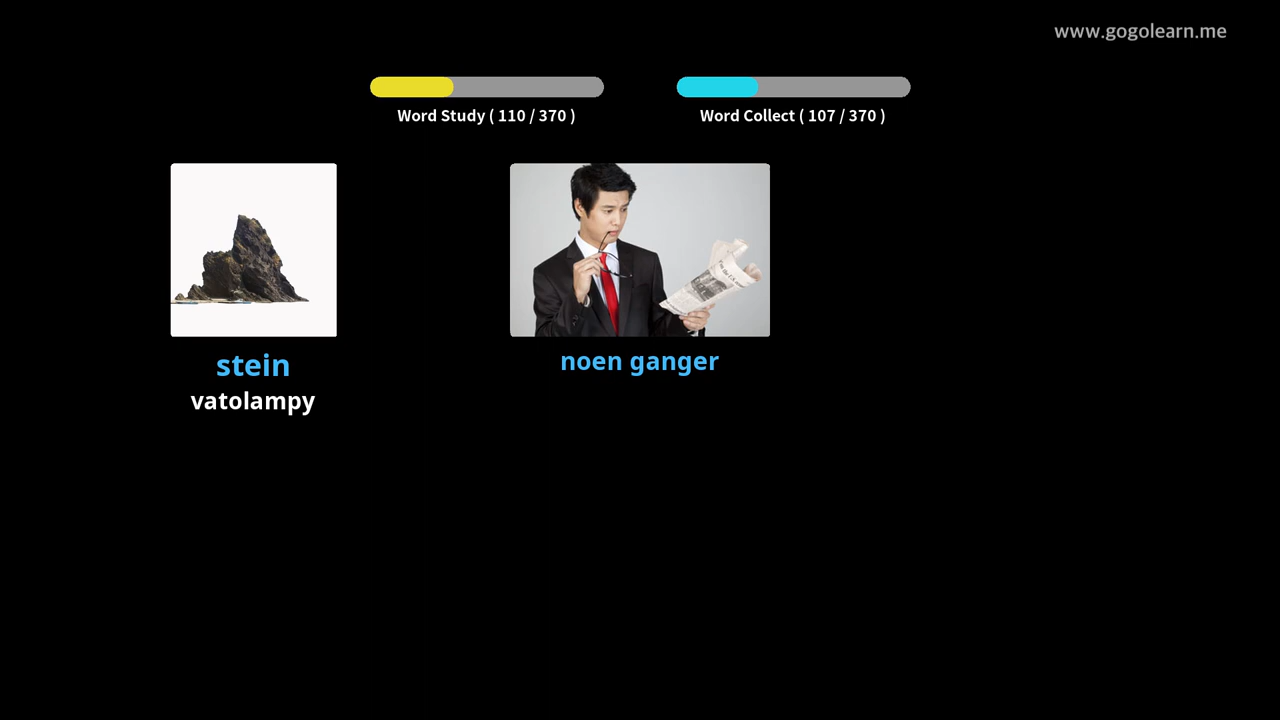 www.gogolearn.me
Word Study ( 110 / 370 )
Word Collect ( 107 / 370 )
stein
vatolampy
noen ganger